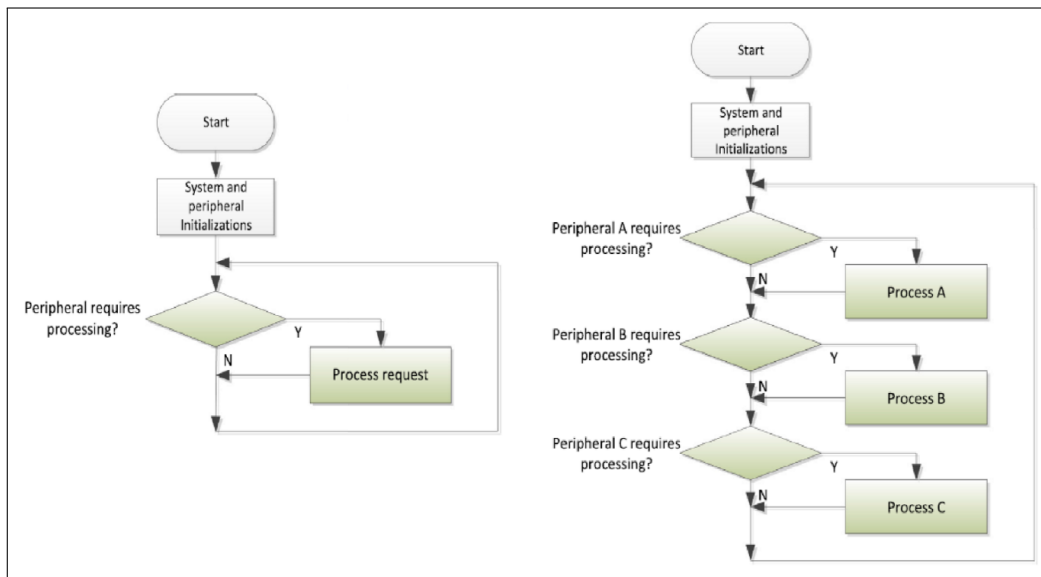 Start
System and
peripheral
Initializations
Peripheral requires
processing?
Y
N
Process request
Start
System and
peripheral
Initializations
Peripheral A requires
processing?
Y
N
Process A
Peripheral B requires
processing?
Y
N
Process B
Peripheral C requires
processing?
Y
N
Process C